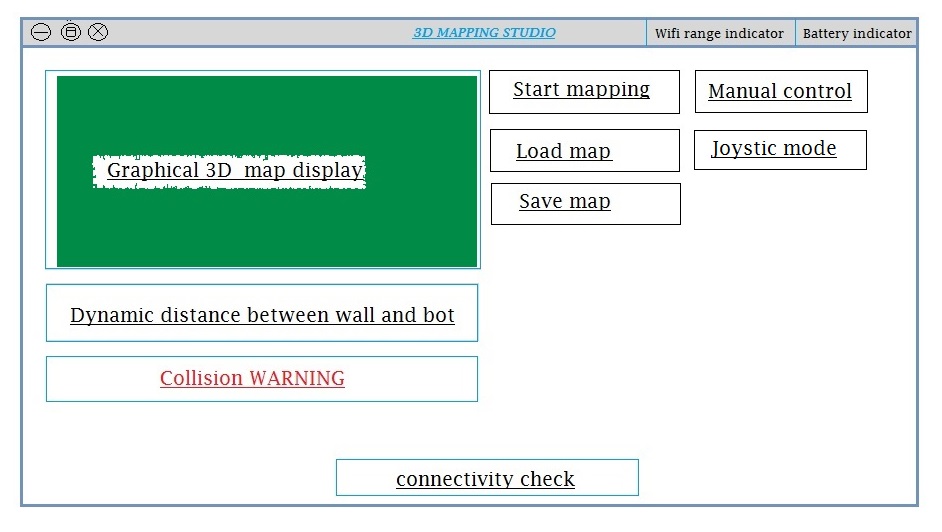 3D MAPPING STUDIO
Wifi range indicator
Battery indicator
Graphical 3D map display
Start mapping
Manual control
Load map
Joystic mode
Save map
Dynamic distance between wall and bot
Collision WARNING
connectivity check